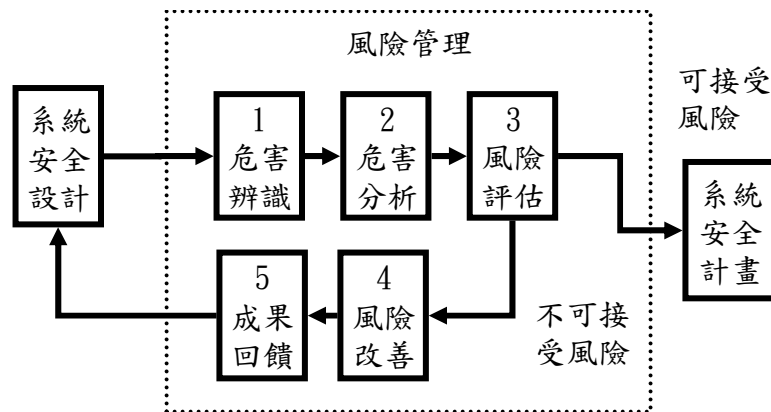 風險管理
可接受
風險
系統
安全
設計
1
危害
辨識
2
危害
分析
3
風險
評估
系統
安全
計畫
5
成果
回饋
4
風險
改善
不可接
受風險